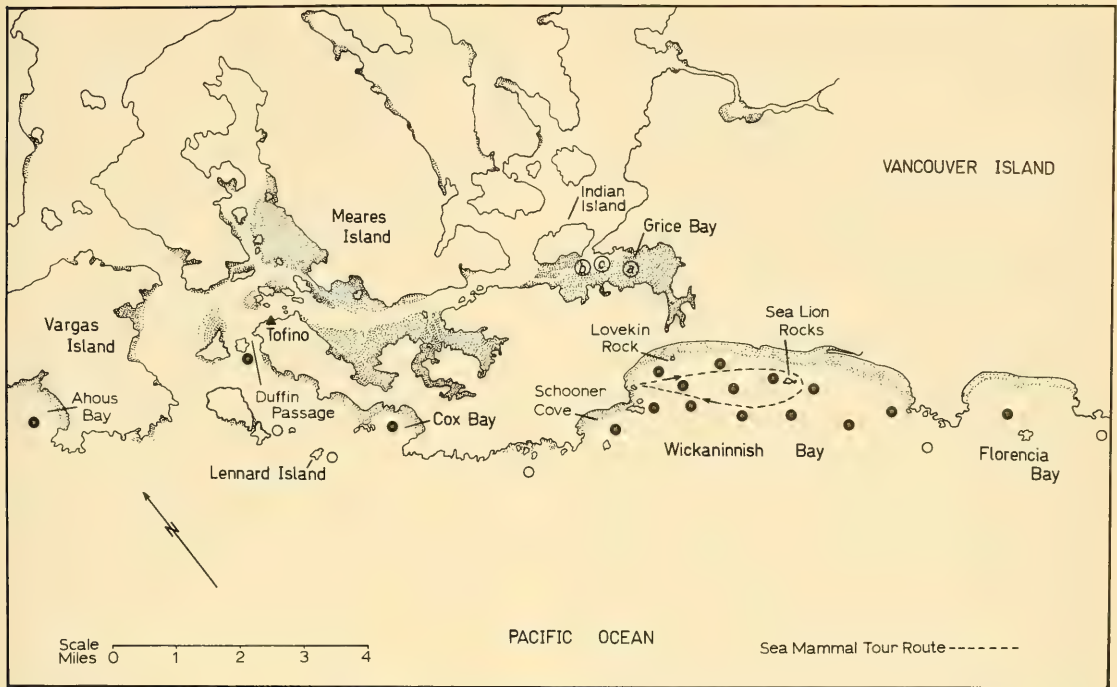 VANCOUVER ISLAND
Indian
Island
Meares
Island
Grice Bay
b
c
a
Vargas
Island
Tofino
Lovekin
Rock
Sea Lion
Rocks
Ahous
Bay
Duffin
Passage
Schooner
Cove
Cox Bay
Wickaninnish Bay
Lennard Island
Florencia
Bay
N
PACIFIC OCEAN
Scale
Miles 0 1 2 3 4
Sea Mammal Tour Route